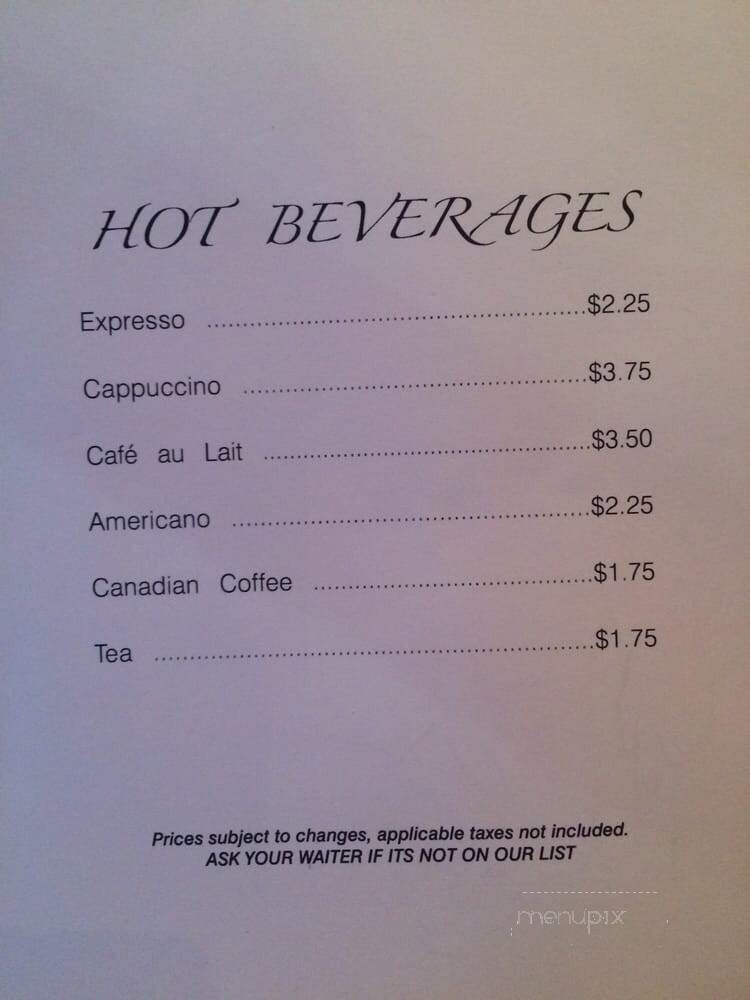 HOT BEVERAGES
Expresso ............................................................$2.25
Cappuccino ......................................................$3.75
Café au Lait ...................................................$3.50
Americano .......................................................$2.25
Canadian Coffee ...........................................$1.75
Tea ...................................................................$1.75
Prices subject to changes, applicable taxes not included.
ASK YOUR WAITER IF ITS NOT ON OUR LIST
menupix